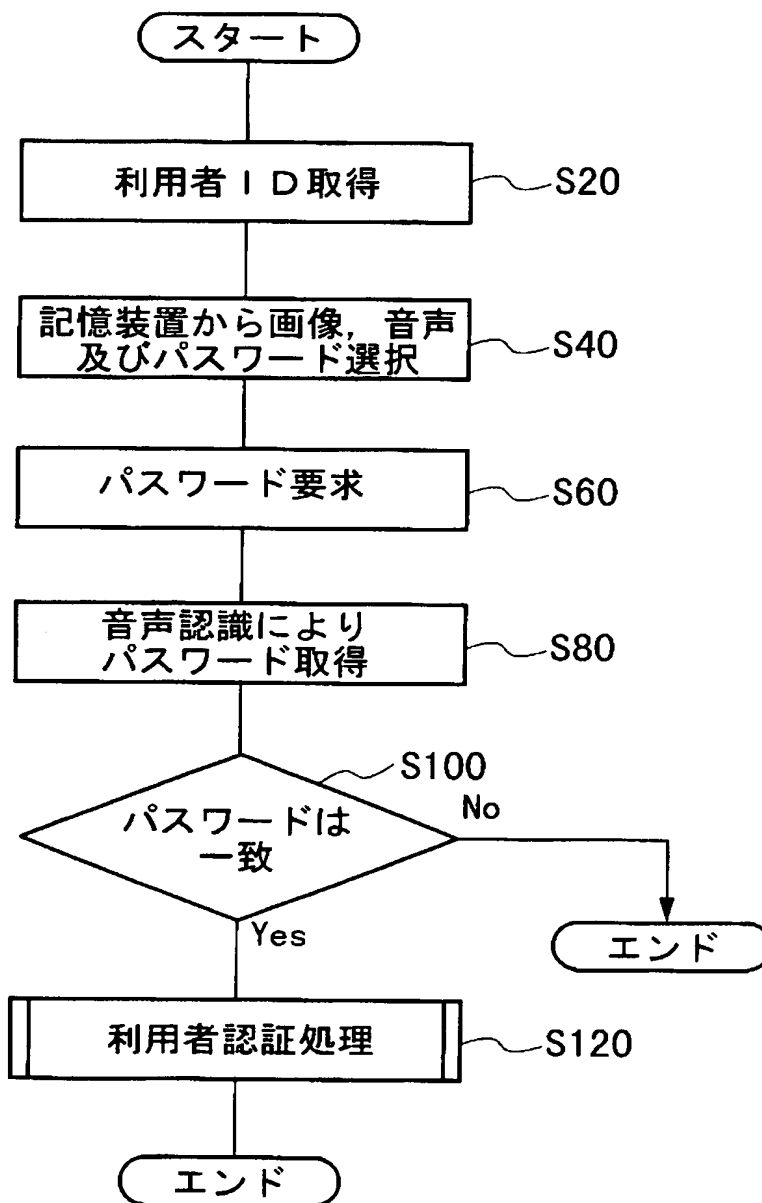 スタート
利用者ID取得
S20
記憶装置から画像，音声
及びパスワード選択
S40
パスワード要求
S60
音声認識により
パスワード取得
S80
S100
パスワードは
一致
No
Yes
エンド
利用者認証処理
S120
エンド